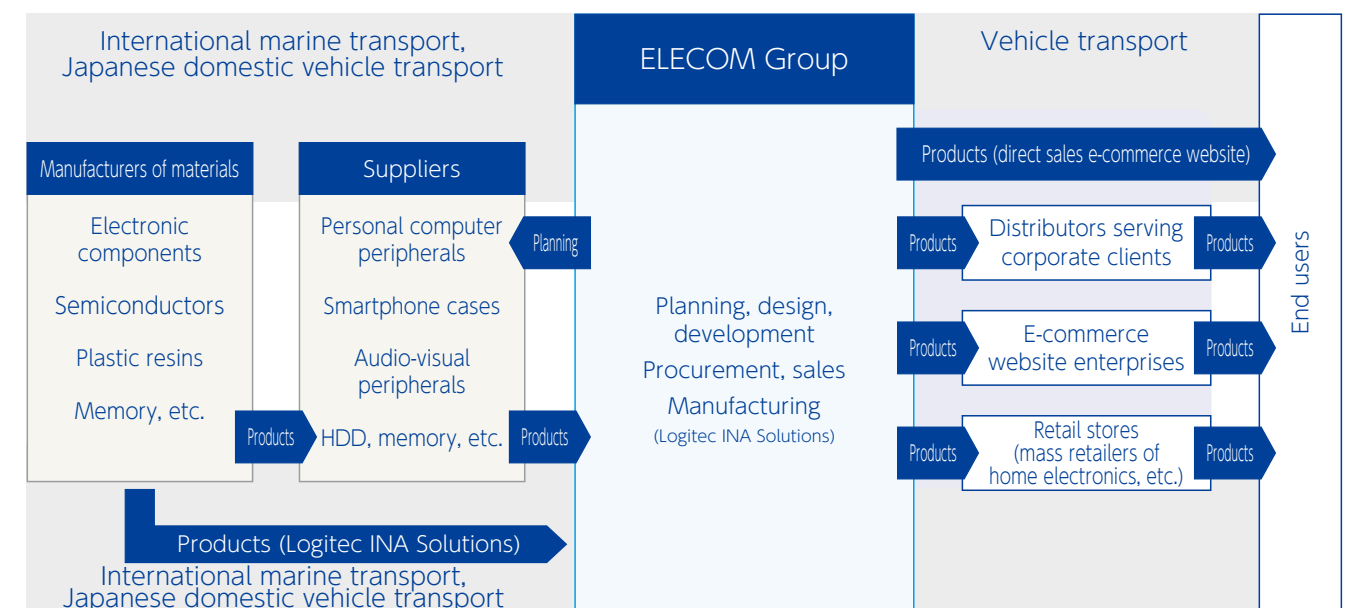 International marine transport,
Japanese domestic vehicle transport
ELECOM Group
Vehicle transport
Manufacturers of materials
Electronic
components
Semiconductors
Plastic resins
Memory, etc.
Products
Suppliers
Personal computer
peripherals
Smartphone cases
Audio-visual
peripherals
HDD, memory, etc.
Planning
Products
Products (Logitec INA Solutions)
International marine transport,
Japanese domestic vehicle transport
Planning, design,
development
Procurement, sales
Manufacturing
(Logitec INA Solutions)
Products (direct sales e-commerce website)
Products
Distributors serving
corporate clients
Products
Products
E-commerce
website enterprises
Products
Products
Retail stores
(mass retailers of
home electronics, etc.)
Products
End users